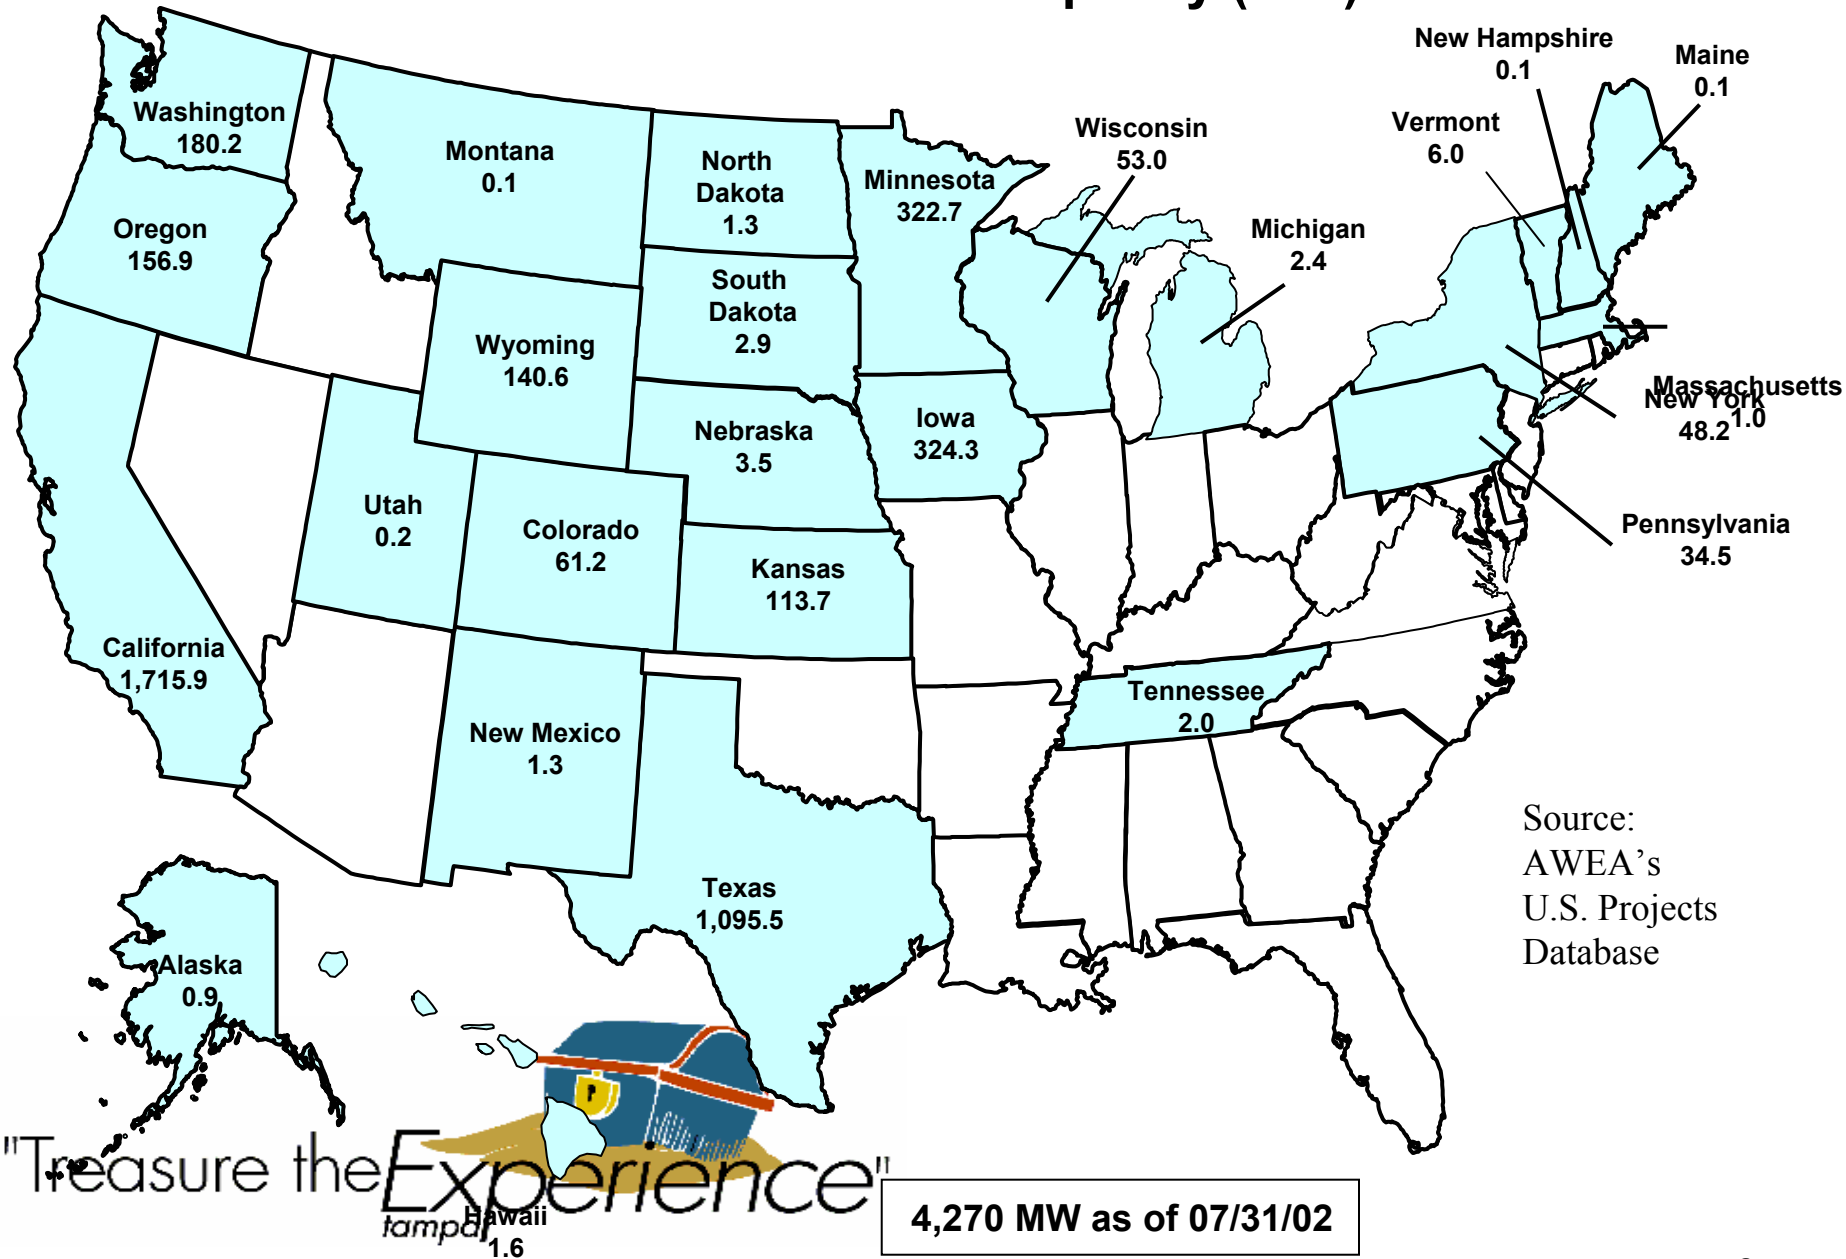 New Hampshire
0.1
Maine
0.1
Washington
180.2
Montana
0.1
North
Dakota
1.3
Minnesota
322.7
Wisconsin
53.0
Vermont
6.0
Oregon
156.9
Michigan
2.4
South
Dakota
2.9
Wyoming
140.6
Massachusetts
1.0
New York
48.2
Nebraska
3.5
Iowa
324.3
Utah
0.2
Colorado
61.2
Kansas
113.7
Pennsylvania
34.5
California
1,715.9
New Mexico
1.3
Tennessee
2.0
Texas
1,095.5
Source:
AWEA's
U.S. Projects
Database
Alaska
0.9
P
"Treasure the Experience"
tampa
Hawaii
1.6
4,270 MW as of 07/31/02